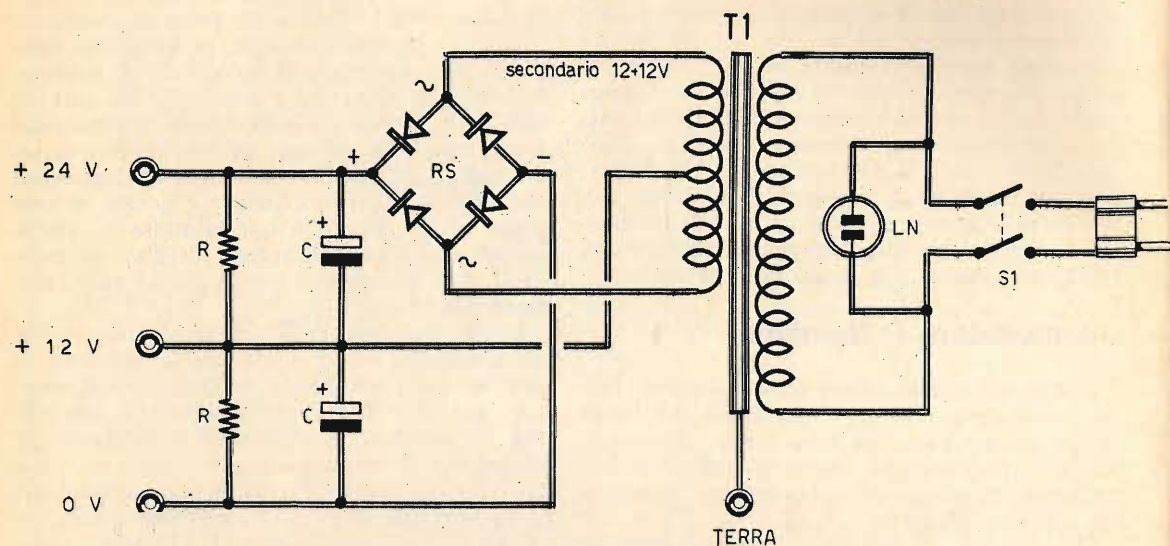 T1
secondario 12+12V
~
+
-
RS
~
+ 24 V
R
+
C
LN
S1
+ 12 V
R
+
C
0 V
TERRA